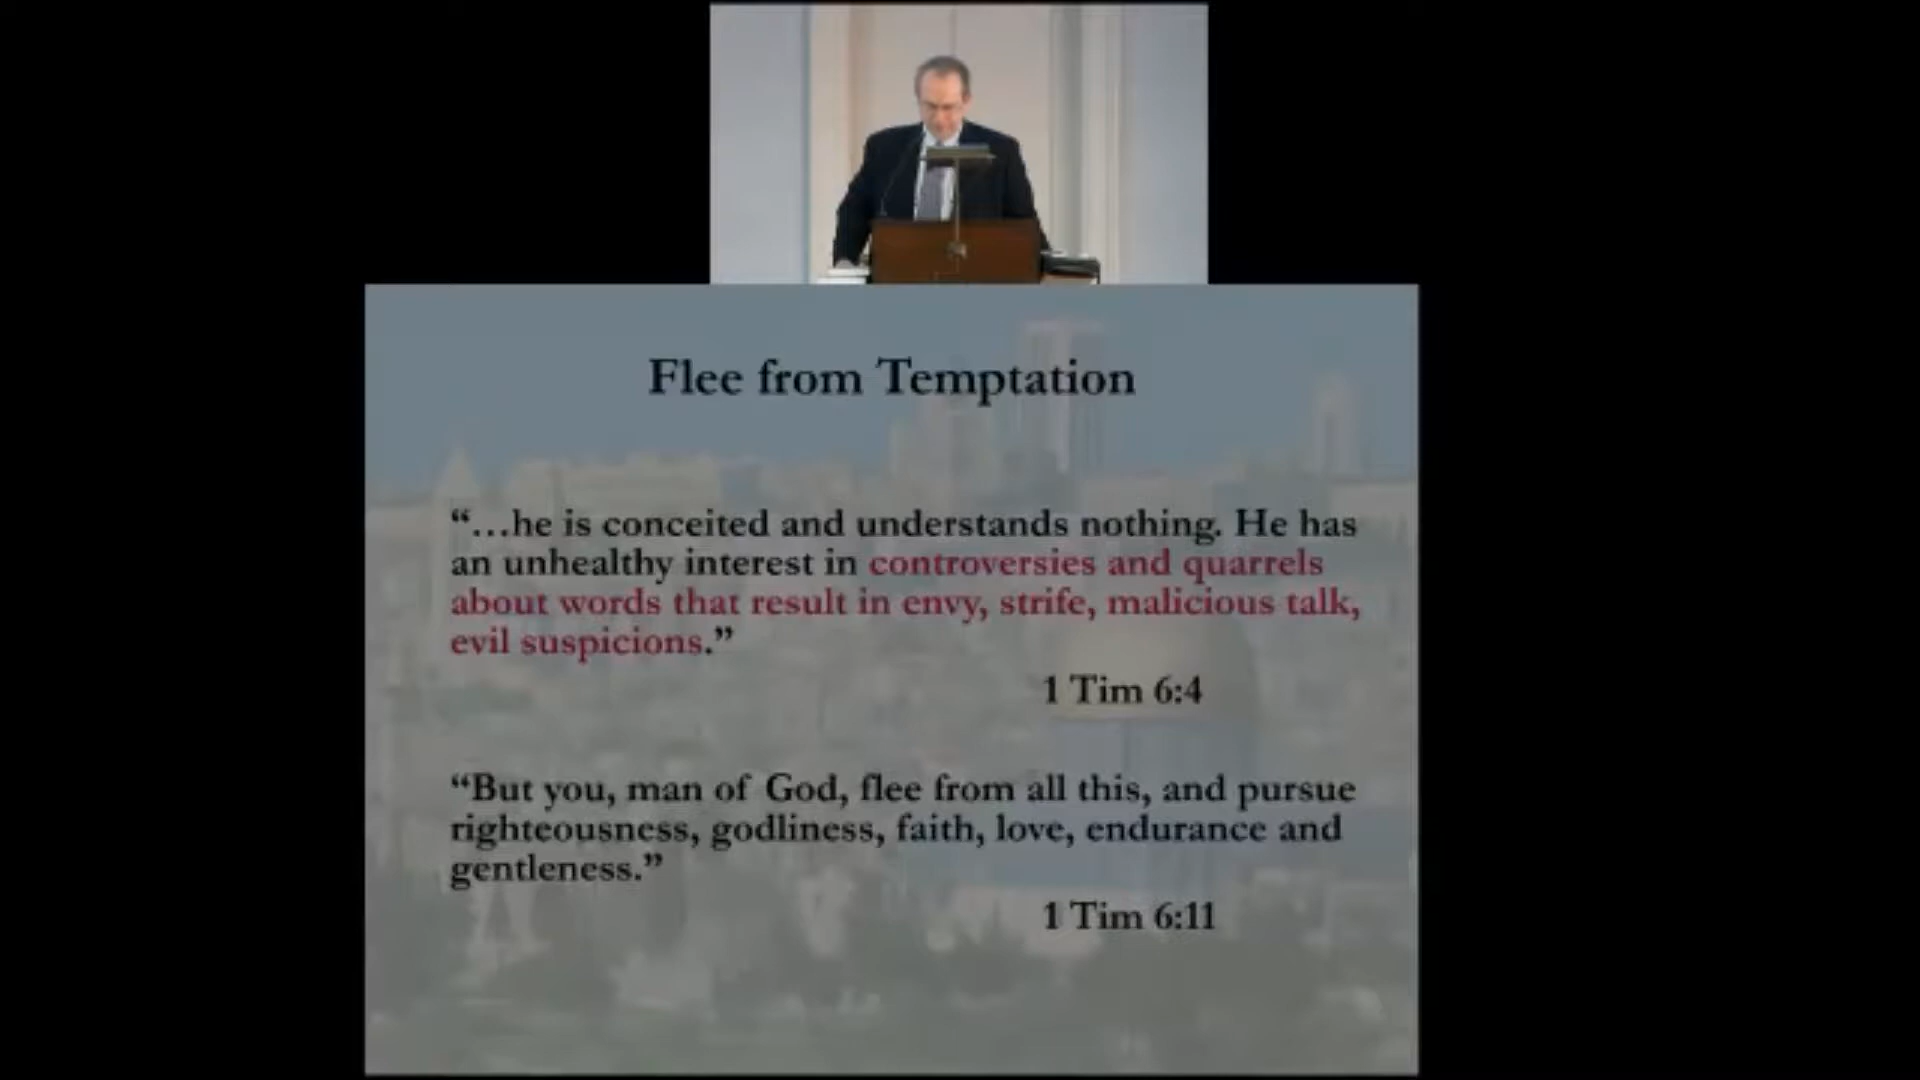 Flee from Temptation
“…he is conceited and understands nothing. He has
an unhealthy interest in controversies and quarrels
about words that result in envy, strife, malicious talk,
evil suspicions.”
1 Tim 6:4
“But you, man of God, flee from all this, and pursue
righteousness, godliness, faith, love, endurance and
gentleness.”
1 Tim 6:11